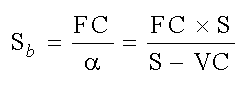 S_b = FC / α = FC × S / S − VC